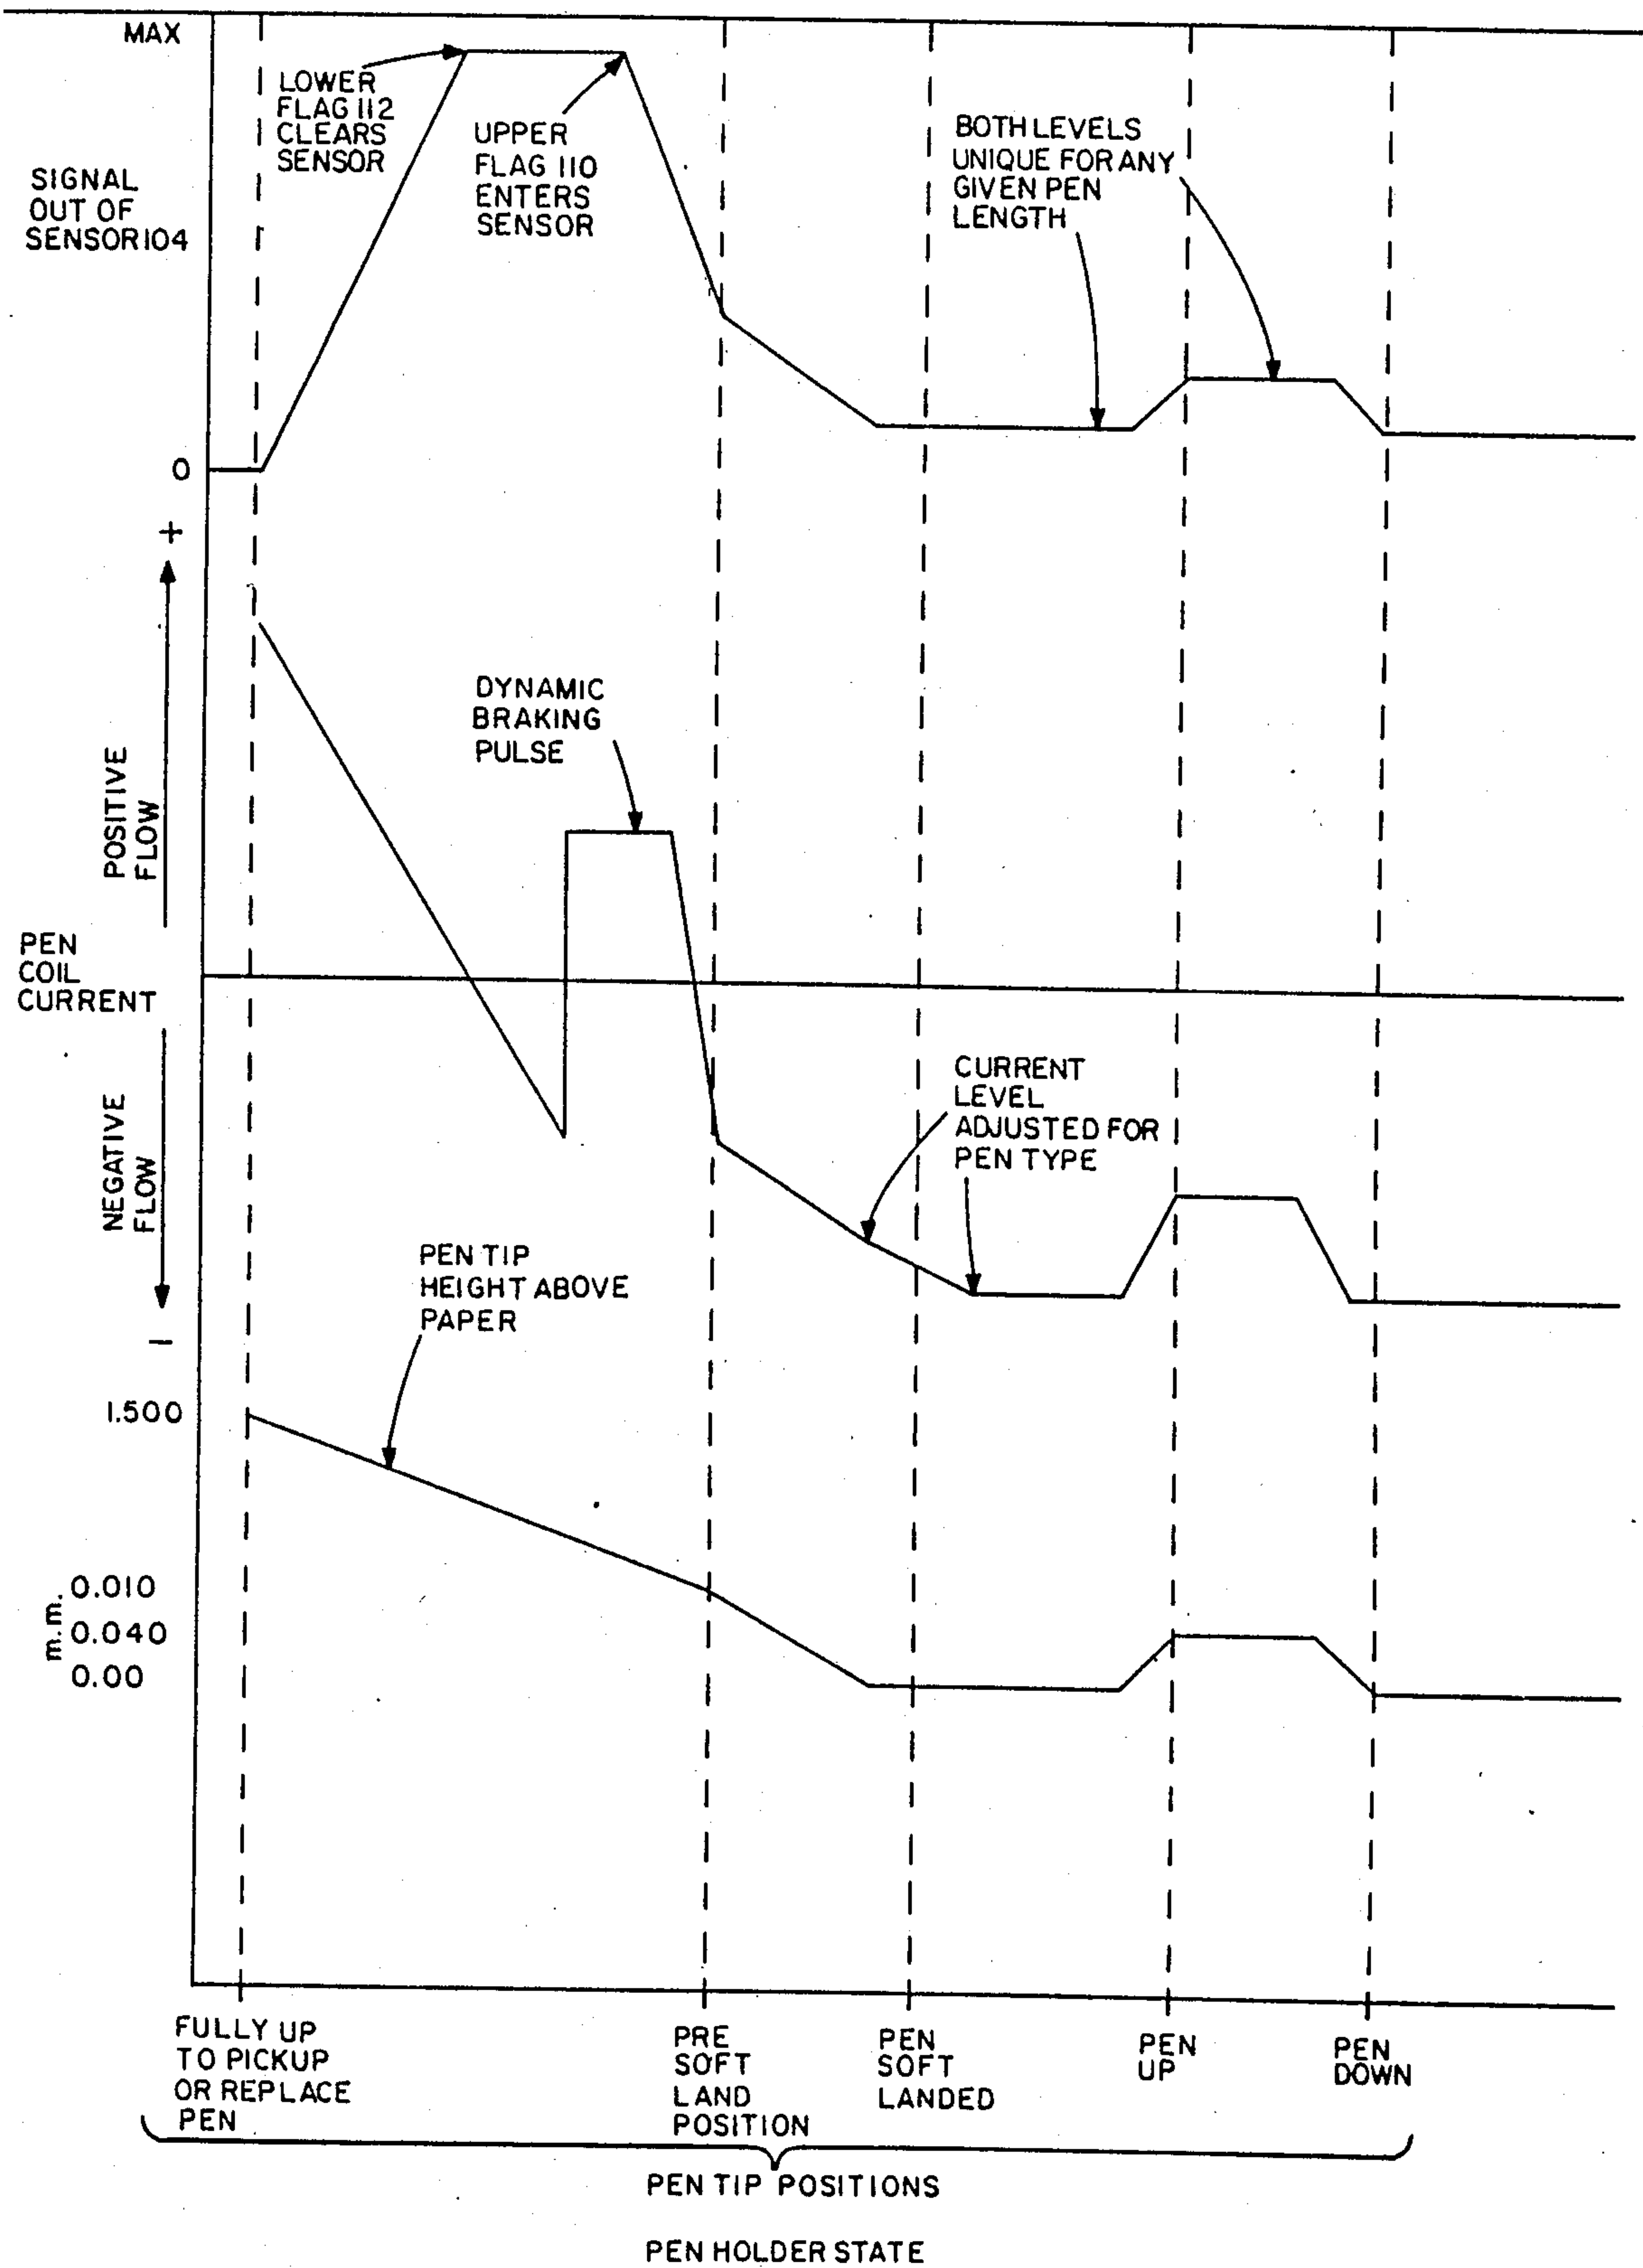 MAX
LOWER
FLAG 112
CLEARS
SENSOR
UPPER
FLAG 110
ENTERS
SENSOR
BOTH LEVELS
UNIQUE FOR ANY
GIVEN PEN
LENGTH
SIGNAL
OUT OF
SENSOR 104
0
+
POSITIVE
FLOW
DYNAMIC
BRAKING
PULSE
PEN
COIL
CURRENT
NEGATIVE
FLOW
−
CURRENT
LEVEL
ADJUSTED FOR
PEN TYPE
PEN TIP
HEIGHT ABOVE
PAPER
1.500
0.010
0.040
0.00
m.m.
FULLY UP
TO PICKUP
OR REPLACE
PEN
PRE
SOFT
LAND
POSITION
PEN
SOFT
LANDED
PEN
UP
PEN
DOWN
PEN TIP POSITIONS
PEN HOLDER STATE